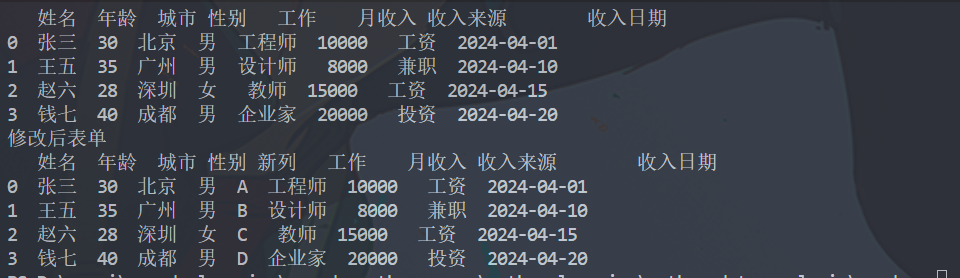 姓名 年龄 城市 性别 工作 月收入 收入来源 收入日期
0 张三 30 北京 男 工程师 10000 工资 2024-04-01
1 王五 35 广州 男 设计师 8000 兼职 2024-04-10
2 赵六 28 深圳 女 教师 15000 工资 2024-04-15
3 钱七 40 成都 男 企业家 20000 投资 2024-04-20
修改后表单
姓名 年龄 城市 性别 新列 工作 月收入 收入来源 收入日期
0 张三 30 北京 男 A 工程师 10000 工资 2024-04-01
1 王五 35 广州 男 B 设计师 8000 兼职 2024-04-10
2 赵六 28 深圳 女 C 教师 15000 工资 2024-04-15
3 钱七 40 成都 男 D 企业家 20000 投资 2024-04-20